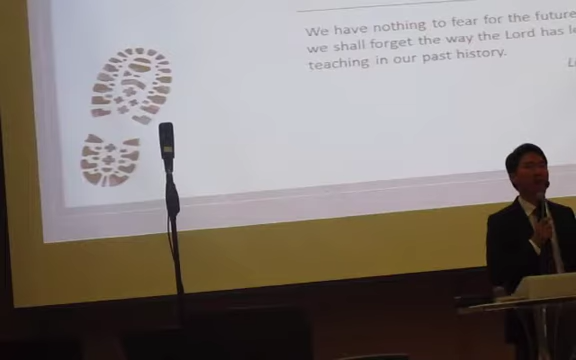 We have nothing to fear for the future
we shall forget the way the Lord has
teaching in our past history.